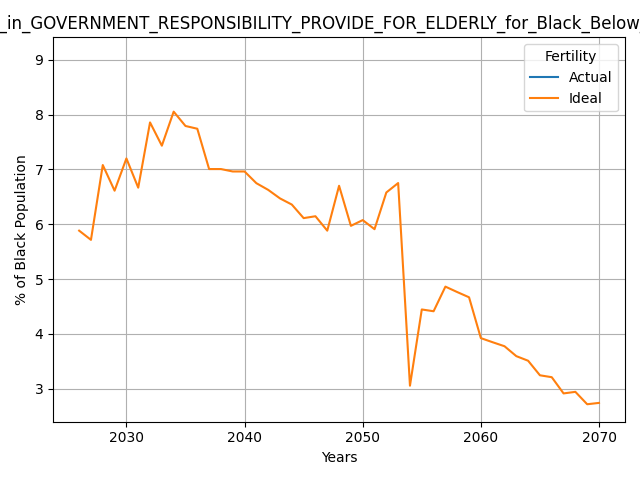 _in_GOVERNMENT_RESPONSIBILITY_PROVIDE_FOR_ELDERLY_for_Black_Below_
Fertility
Actual
Ideal
% of Black Population
9
8
7
6
5
4
3
2030 2040 2050 2060 2070
Years